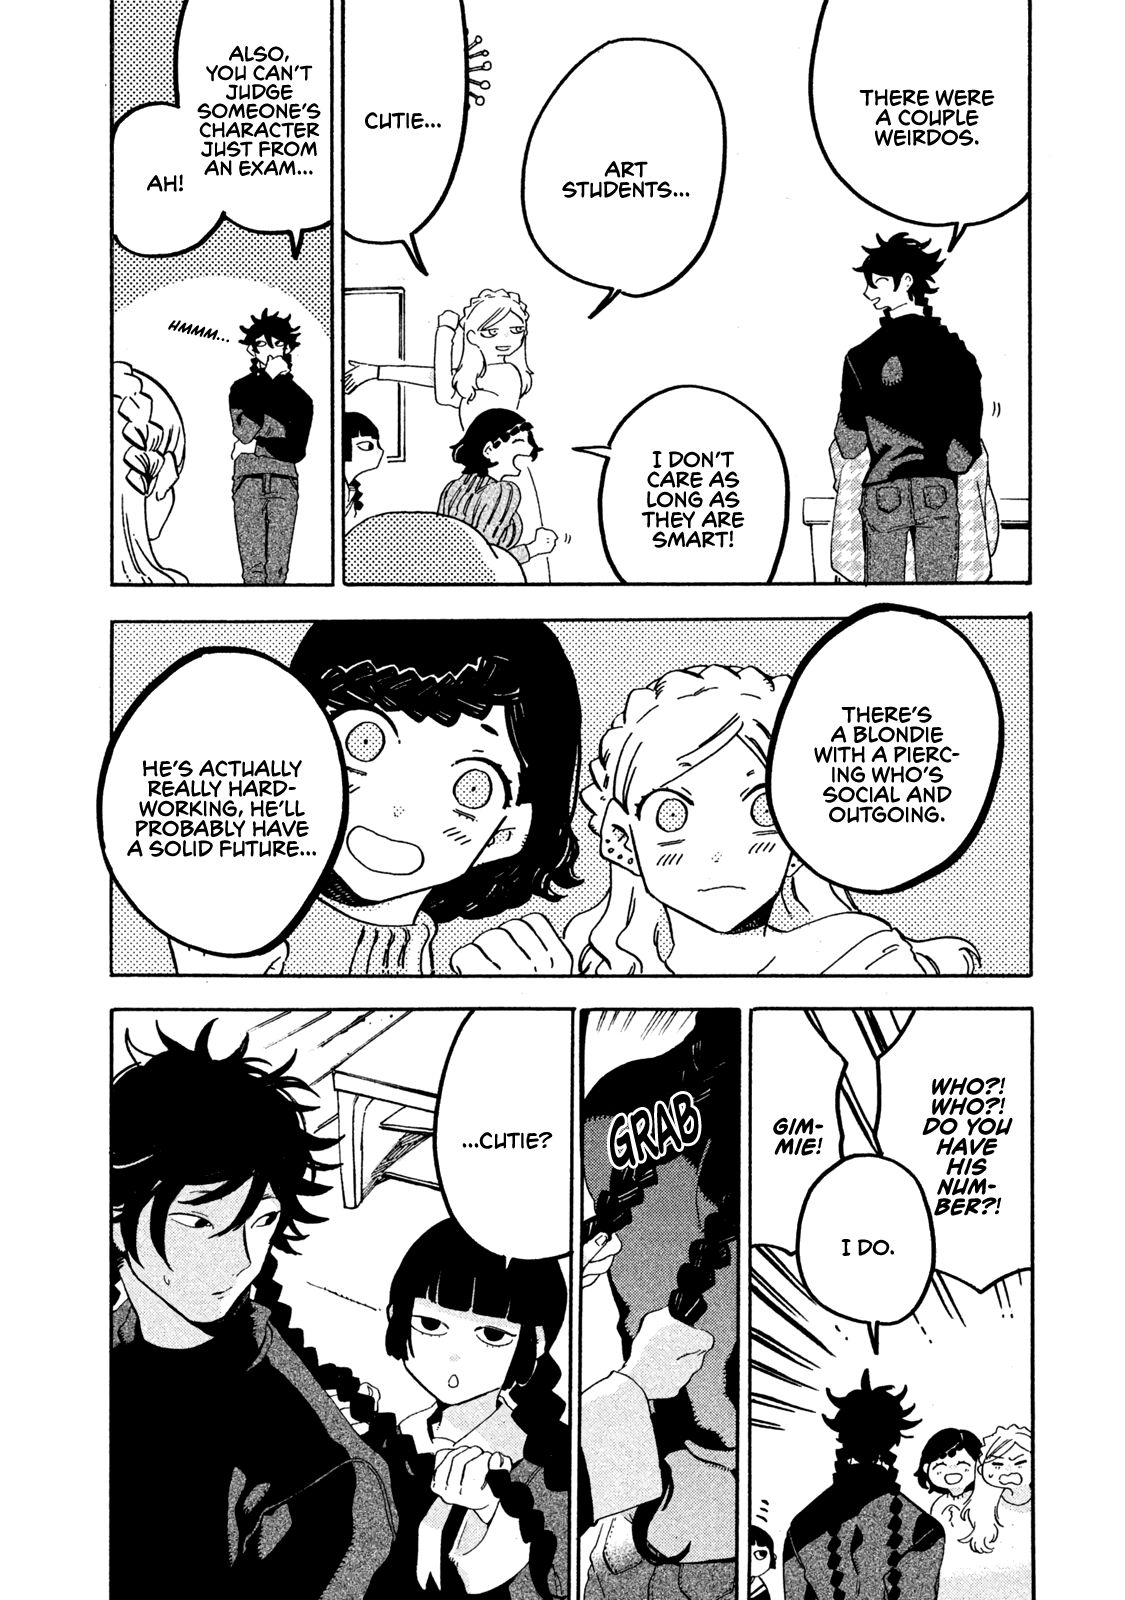 THERE WERE
A COUPLE
WEIRDOS.
ART
STUDENTS...
CUTIE...
I DON'T
CARE AS
LONG AS
THEY ARE
SMART!
ALSO,
YOU CAN'T
JUDGE
SOMEONE'S
CHARACTER
JUST FROM
AN EXAM...
AH!
HMMM...
THERE'S
A BLONDIE
WITH A PIERC-
ING WHO'S
SOCIAL AND
OUTGOING.
HE'S ACTUALLY
REALLY HARD-
WORKING, HE'LL
PROBABLY HAVE
A SOLID FUTURE...
WHO?!
WHO?!
DO YOU
HAVE
HIS
NUM-
BER?!
GIM-
MIE!
I DO.
GRAB
...CUTIE?